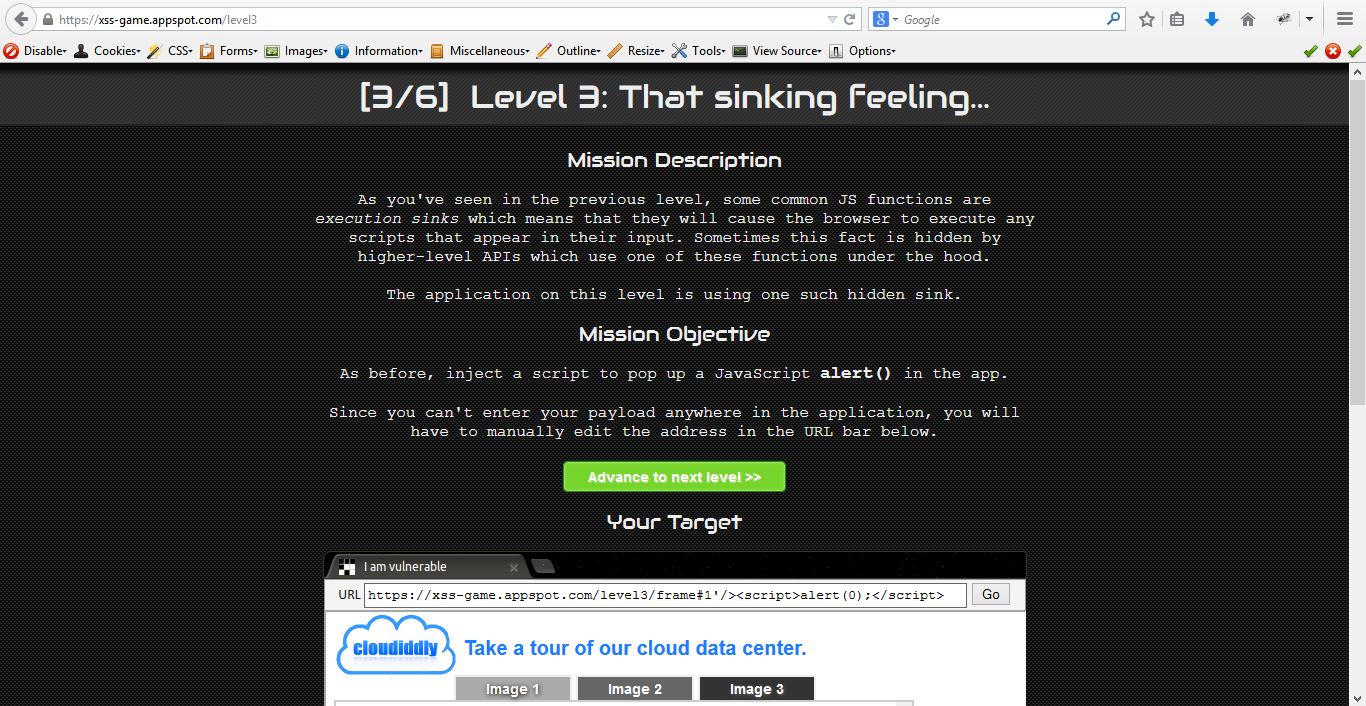 https://xss-game.appspot.com/level3
Google
Disable Cookies CSS Forms Images Information Miscellaneous Outline Resize Tools View Source Options
[3/6] Level 3: That sinking feeling...
Mission Description
As you've seen in the previous level, some common JS functions are
execution sinks which means that they will cause the browser to execute any
scripts that appear in their input. Sometimes this fact is hidden by
higher-level APIs which use one of these functions under the hood.
The application on this level is using one such hidden sink.
Mission Objective
As before, inject a script to pop up a JavaScript alert() in the app.
Since you can't enter your payload anywhere in the application, you will
have to manually edit the address in the URL bar below.
Advance to next level >>
Your Target
I am vulnerable
URL https://xss-game.appspot.com/level3/frame#1'/><script>alert(0);</script> Go
cloudiddly Take a tour of our cloud data center.
Image 1 Image 2 Image 3